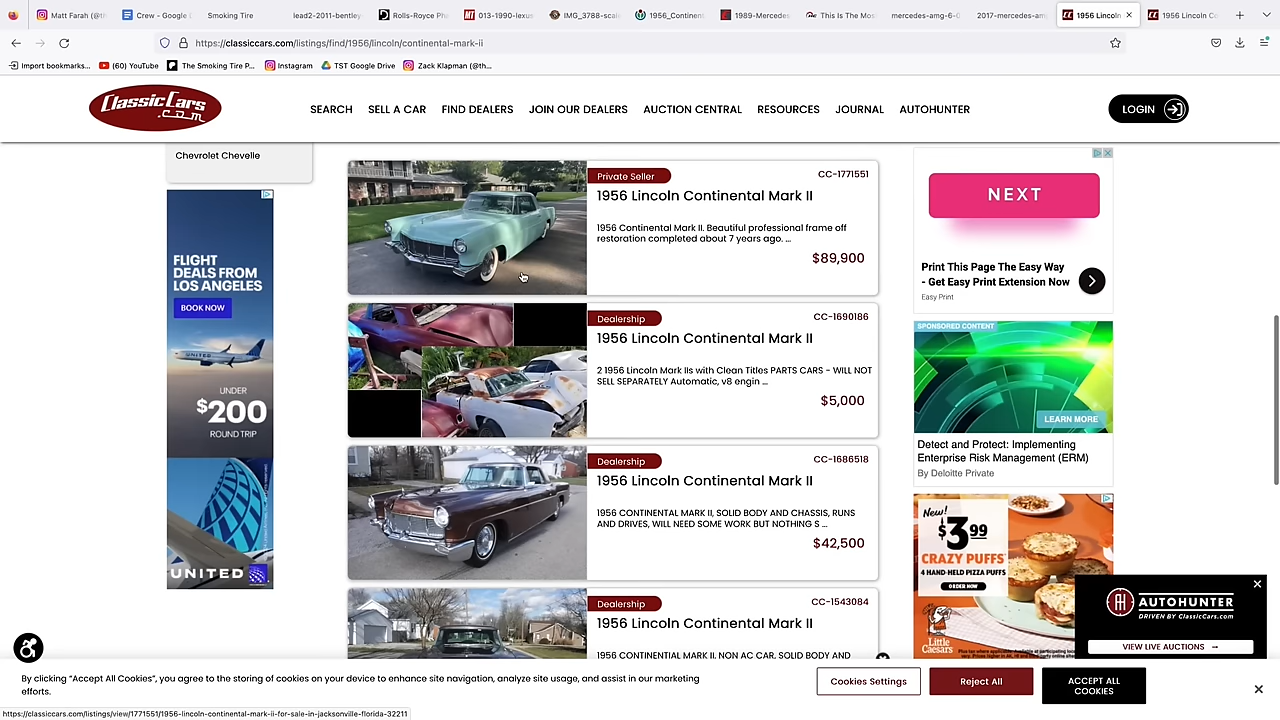 Matt Farah (@th
Crew - Google
Smoking Tire
lead2-2011-bentley
Rolls-Royce Pha
013-1990-lexus
IMG_3788-scal
1956_Continent
1989-Mercedes
This Is The Mos
mercedes-amg-6-0
2017-mercedes-am
1956 Lincoln
1956 Lincoln Co
https://classiccars.com/listings/find/1956/lincoln/continental-mark-ii
Import bookmarks...
(60) YouTube
The Smoking Tire P...
Instagram
TST Google Drive
Zack Klapman (@th...
ClassicCars
.com
SEARCH
SELL A CAR
FIND DEALERS
JOIN OUR DEALERS
AUCTION CENTRAL
RESOURCES
JOURNAL
AUTOHUNTER
LOGIN
Chevrolet Chevelle
FLIGHT
DEALS FROM
LOS ANGELES
BOOK NOW
UNITED
UNDER
$200
ROUND TRIP
UNITED
Private Seller
CC-1771551
1956 Lincoln Continental Mark II
1956 Continental Mark II. Beautiful professional frame off
restoration completed about 7 years ago. ...
$89,900
Dealership
CC-1690186
1956 Lincoln Continental Mark II
2 1956 Lincoln Mark IIs with Clean Titles PARTS CARS - WILL NOT
SELL SEPARATELY Automatic, v8 engin ...
$5,000
Dealership
CC-1686518
1956 Lincoln Continental Mark II
1956 CONTINENTAL MARK II, SOLID BODY AND CHASSIS, RUNS
AND DRIVES, WILL NEED SOME WORK BUT NOTHING S ...
$42,500
Dealership
CC-1543084
1956 Lincoln Continental Mark II
1956 CONTINENTAL MARK II, NON AC CAR, SOLID BODY AND
NEXT
Print This Page The Easy Way
- Get Easy Print Extension Now
Easy Print
SPONSORED CONTENT
LEARN MORE
Detect and Protect: Implementing
Enterprise Risk Management (ERM)
By Deloitte Private
New!
$3.99
CRAZY PUFFS
4 HAND-HELD PIZZA PUFFS
ORDER NOW
Little Caesars
AH AUTOHUNTER
DRIVEN BY ClassicCars.com
VIEW LIVE AUCTIONS →
By clicking “Accept All Cookies”, you agree to the storing of cookies on your device to enhance site navigation, analyze site usage, and assist in our marketing
efforts.
Cookies Settings
Reject All
ACCEPT ALL
COOKIES
https://classiccars.com/listings/view/1771551/1956-lincoln-continental-mark-ii-for-sale-in-jacksonville-florida-32211